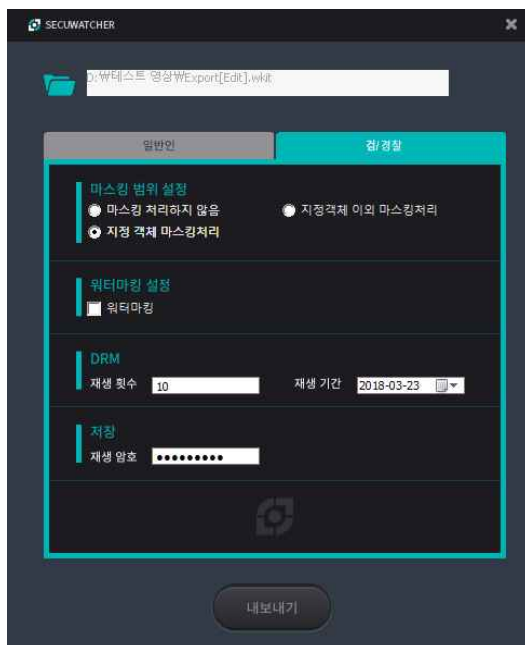 SECUWATCHER
D:₩테스트 영상₩Export[Edit].wkit
일반인
검/경찰
마스킹 범위 설정
마스킹 처리하지 않음
지정객체 이외 마스킹처리
지정 객체 마스킹처리
워터마킹 설정
워터마킹
DRM
재생 횟수 10
재생 기간 2018-03-23
저장
재생 암호 •••••••••
내보내기